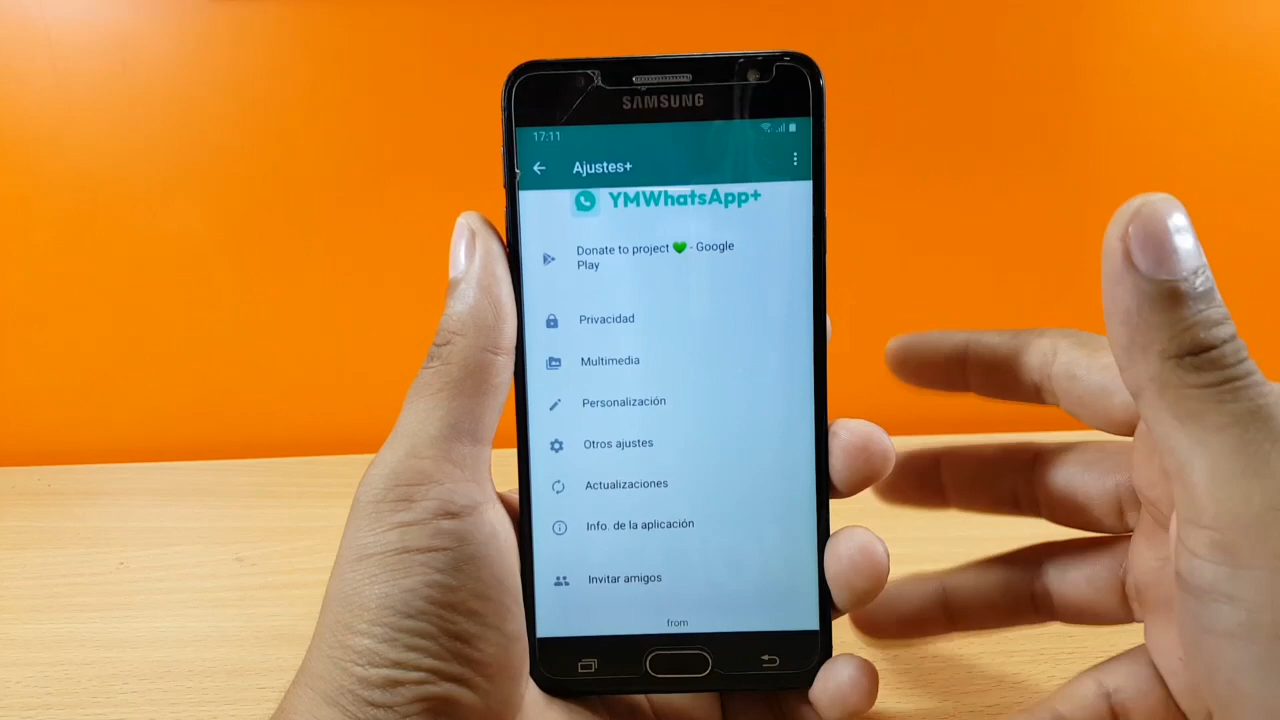 SAMSUNG
17:11
Ajustes+
YMWhatsApp+
Donate to project 💚 - Google
Play
Privacidad
Multimedia
Personalización
Otros ajustes
Actualizaciones
Info. de la aplicación
Invitar amigos
from